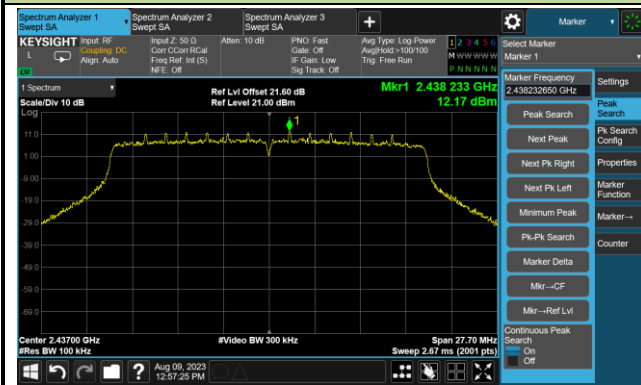 Spectrum Analyzer 1
Swept SA
Spectrum Analyzer 2
Swept SA
Spectrum Analyzer 3
Swept SA
+
Marker
KEYSIGHT
L
Input: RF
Coupling: DC
Align: Auto
Input Z: 50 Ω
Corr CCorr RCal
Freq Ref: Int (S)
NFE: Off
Atten: 10 dB
PNO: Fast
Gate: Off
IF Gain: Low
Sig Track: Off
Avg Type: Log-Power
Avg|Hold:>100/100
Trig: Free Run
1 2 3 4 5 6
M W W W W W
P N N N N N
Select Marker
Marker 1
1 Spectrum
Scale/Div 10 dB
Log
Ref Lvl Offset 21.60 dB
Ref Level 21.00 dBm
Mkr1 2.438 233 GHz
12.17 dBm
1
11.0
1.00
-9.00
-19.0
-29.0
-39.0
-49.0
-59.0
-69.0
Center 2.43700 GHz
#Res BW 100 kHz
#Video BW 300 kHz
Span 27.70 MHz
Sweep 2.67 ms (2001 pts)
Marker Frequency
2.438232650 GHz
Peak Search
Next Peak
Next Pk Right
Next Pk Left
Minimum Peak
Pk-Pk Search
Marker Delta
Mkr→CF
Mkr→Ref Lvl
Continuous Peak
Search
On
Off
Settings
Peak
Search
Pk Search
Config
Properties
Marker
Function
Marker→
Counter
?
Aug 09, 2023
12:57:25 PM